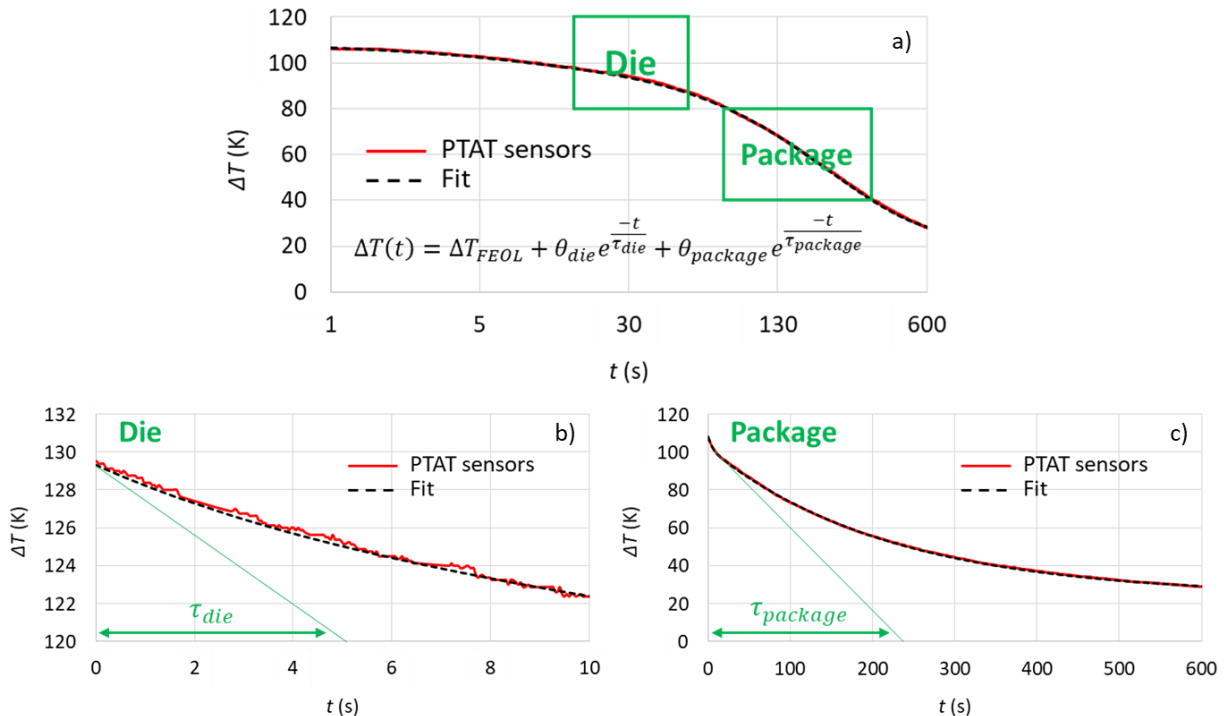 a)
120
100
80
60
40
20
0
ΔT (K)
Die
Package
PTAT sensors
Fit
ΔT(t) = ΔT_FEOL + θ_die e^(-t/τ_die) + θ_package e^(-t/τ_package)
1 5 30 130 600
t (s)
Die
b)
132
130
128
126
124
122
120
ΔT (K)
PTAT sensors
Fit
τ_die
0 2 4 6 8 10
t (s)
Package
c)
120
100
80
60
40
20
0
ΔT (K)
PTAT sensors
Fit
τ_package
0 100 200 300 400 500 600
t (s)